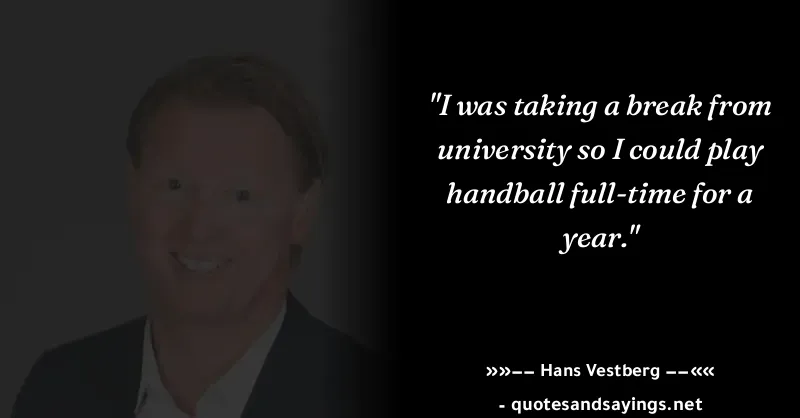 "I was taking a break from
university so I could play
handball full-time for a
year."
»»−− Hans Vestberg −−««
- quotesandsayings.net